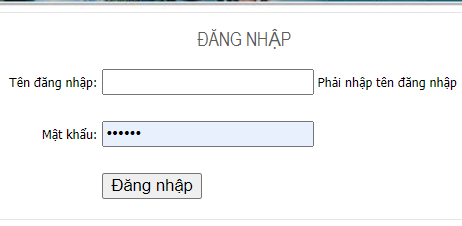 ĐĂNG NHẬP
Tên đăng nhập: Phải nhập tên đăng nhập
Mật khẩu: ••••••
Đăng nhập